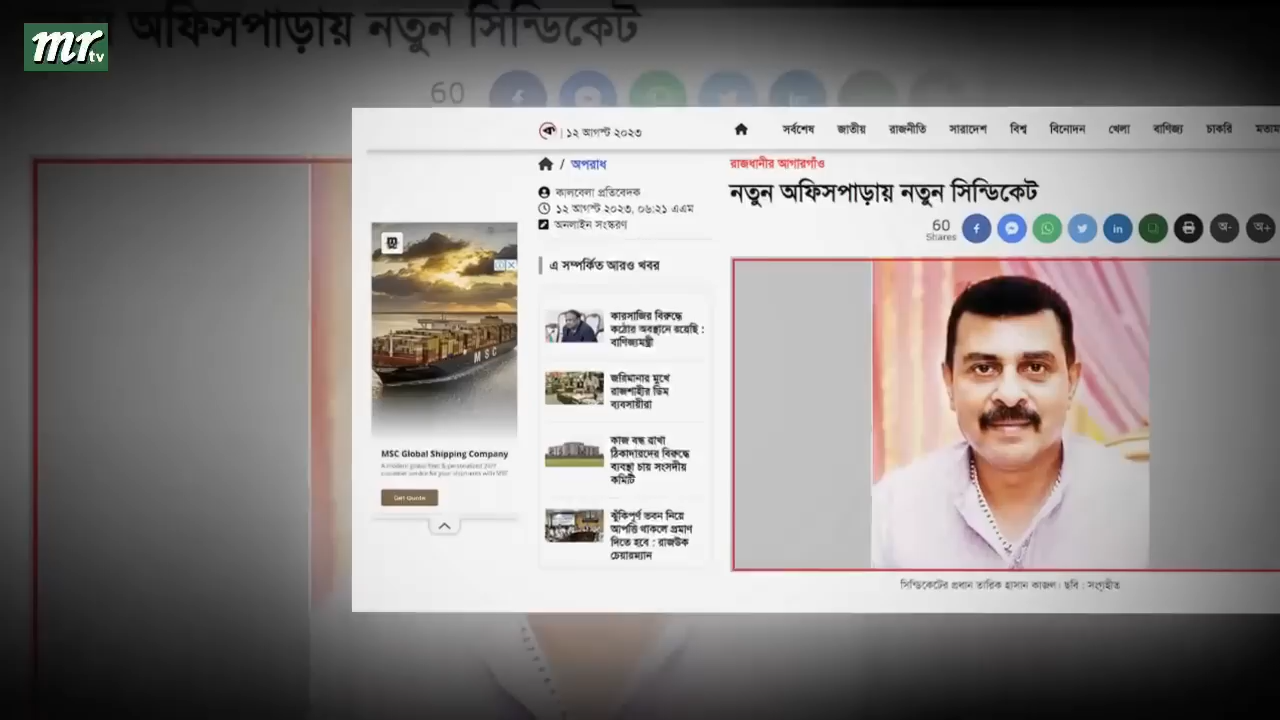 অফিসপাড়ায় নতুন সিন্ডিকেট
mr tv
60
১২ আগস্ট ২০২৩
সর্বশেষ জাতীয় রাজনীতি সারাদেশ বিশ্ব বিনোদন খেলা বাণিজ্য চাকরি মতাম
/ অপরাধ
কালবেলা প্রতিবেদক
১২ আগস্ট ২০২৩, ০৬:২১ এএম
অনলাইন সংস্করণ
রাজধানীর আগারগাঁও
নতুন অফিসপাড়ায় নতুন সিন্ডিকেট
60
Shares
অ- অ+
এ সম্পর্কিত আরও খবর
কারসাজির বিরুদ্ধে
কঠোর অবস্থানে রয়েছি :
বাণিজ্যমন্ত্রী
জরিমানার মুখে
রাজশাহীর ডিম
ব্যবসায়ীরা
কাজ বন্ধ রাখা
ঠিকাদারদের বিরুদ্ধে
ব্যবস্থা চায় সংসদীয়
কমিটি
ঝুঁকিপূর্ণ ভবন নিয়ে
আপত্তি থাকলে প্রমাণ
দিতে হবে : রাজউক
চেয়ারম্যান
MSC
MSC Global Shipping Company
Get Quote
সিন্ডিকেটের প্রধান তারিক হাসান কাজল। ছবি : সংগৃহীত